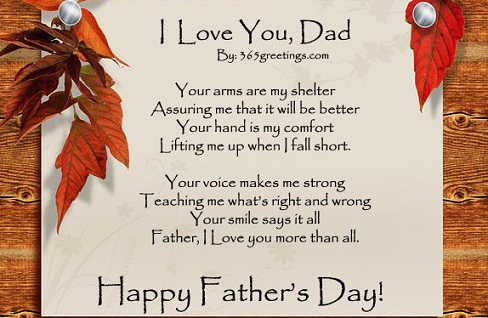 I Love You, Dad
By: 365greetings.com
Your arms are my shelter
Assuring me that it will be better
Your hand is my comfort
Lifting me up when I fall short.
Your voice makes me strong
Teaching me what's right and wrong
Your smile says it all
Father, I Love you more than all.
Happy Father's Day!